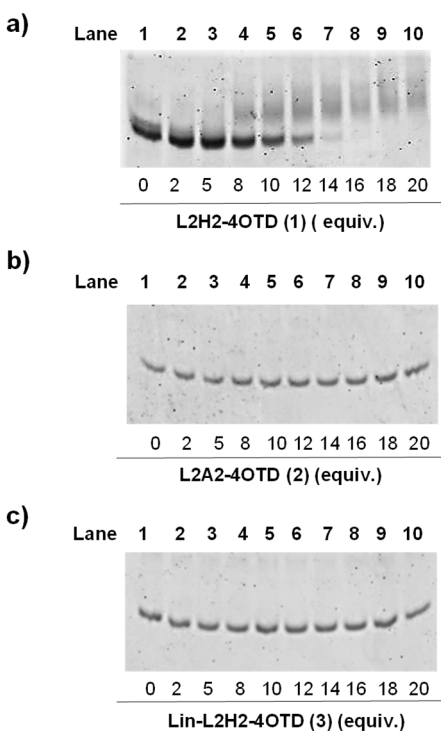 a)
Lane 1 2 3 4 5 6 7 8 9 10
0 2 5 8 10 12 14 16 18 20
L2H2-4OTD (1) ( equiv.)
b)
Lane 1 2 3 4 5 6 7 8 9 10
0 2 5 8 10 12 14 16 18 20
L2A2-4OTD (2) (equiv.)
c)
Lane 1 2 3 4 5 6 7 8 9 10
0 2 5 8 10 12 14 16 18 20
Lin-L2H2-4OTD (3) (equiv.)